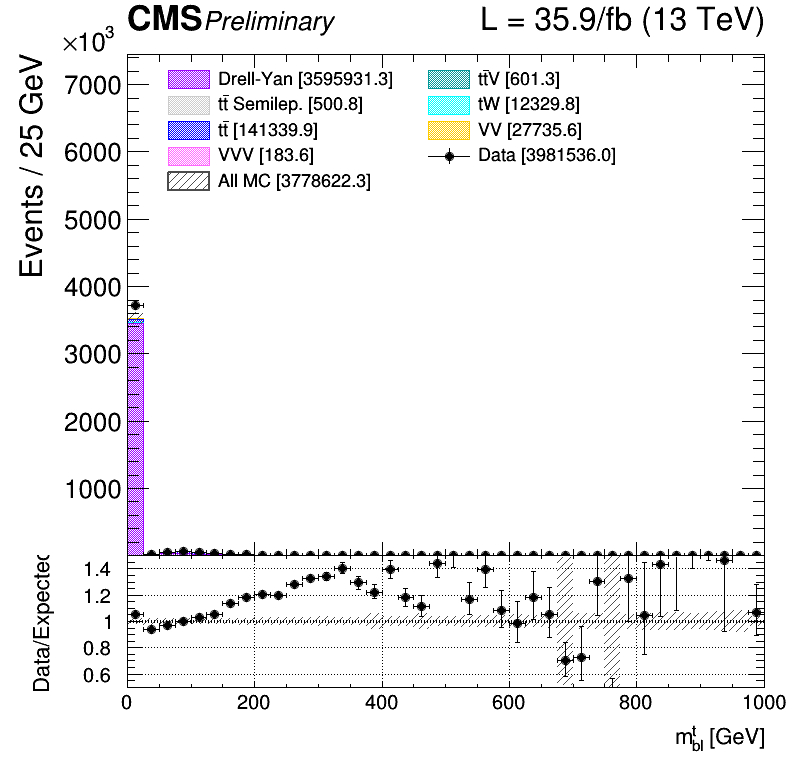 CMS Preliminary L = 35.9/fb (13 TeV)
×10³
Events / 25 GeV
7000
6000
5000
4000
3000
2000
1000
Drell-Yan [3595931.3]
tt̄ Semilep. [500.8]
tt̄ [141339.9]
VVV [183.6]
All MC [3778622.3]
tt̄V [601.3]
tW [12329.8]
VV [27735.6]
Data [3981536.0]
Data/Expected
1.4
1.2
1
0.8
0.6
0 200 400 600 800 1000
m^t_bl [GeV]